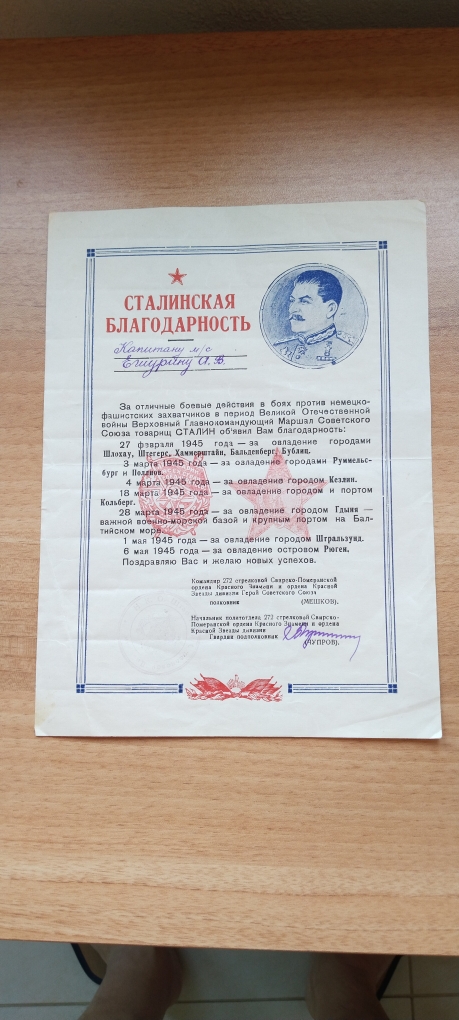 СТАЛИНСКАЯ
БЛАГОДАРНОСТЬ
Капитану м/с
Егшурину А.В.
За отличные боевые действия в боях против немецко-
фашистских захватчиков в период Великой Отечественной
войны Верховный Главнокомандующий Маршал Советского
Союза товарищ СТАЛИН об'явил Вам благодарность:
27 февраля 1945 года — за овладение городами
Шлохау, Штегерс, Хаммерштайн, Бальденберг, Бублиц.
3 марта 1945 года — за овладение городами Руммельс-
бург и Поллнов.
4 марта 1945 года — за овладение городом Кезлин.
18 марта 1945 года — за овладение городом и портом
Кольберг.
28 марта 1945 года — за овладение городом Гдыня —
важной военно-морской базой и крупным портом на Бал-
тийском море.
1 мая 1945 года — за овладение городом Штральзунд.
6 мая 1945 года — за овладение островом Рюген.
Поздравляю Вас и желаю новых успехов.
Командир 272 стрелковой Свирско-Померанской
ордена Красного Знамени и ордена Красной
Звезды дивизии Герой Советского Союза
полковник (МЕШКОВ).
Начальник политотдела 272 стрелковой Свирско-
Померанской ордена Красного Знамени и ордена
Красной Звезды дивизии
Гвардии подполковник
(ЧУПРОВ).